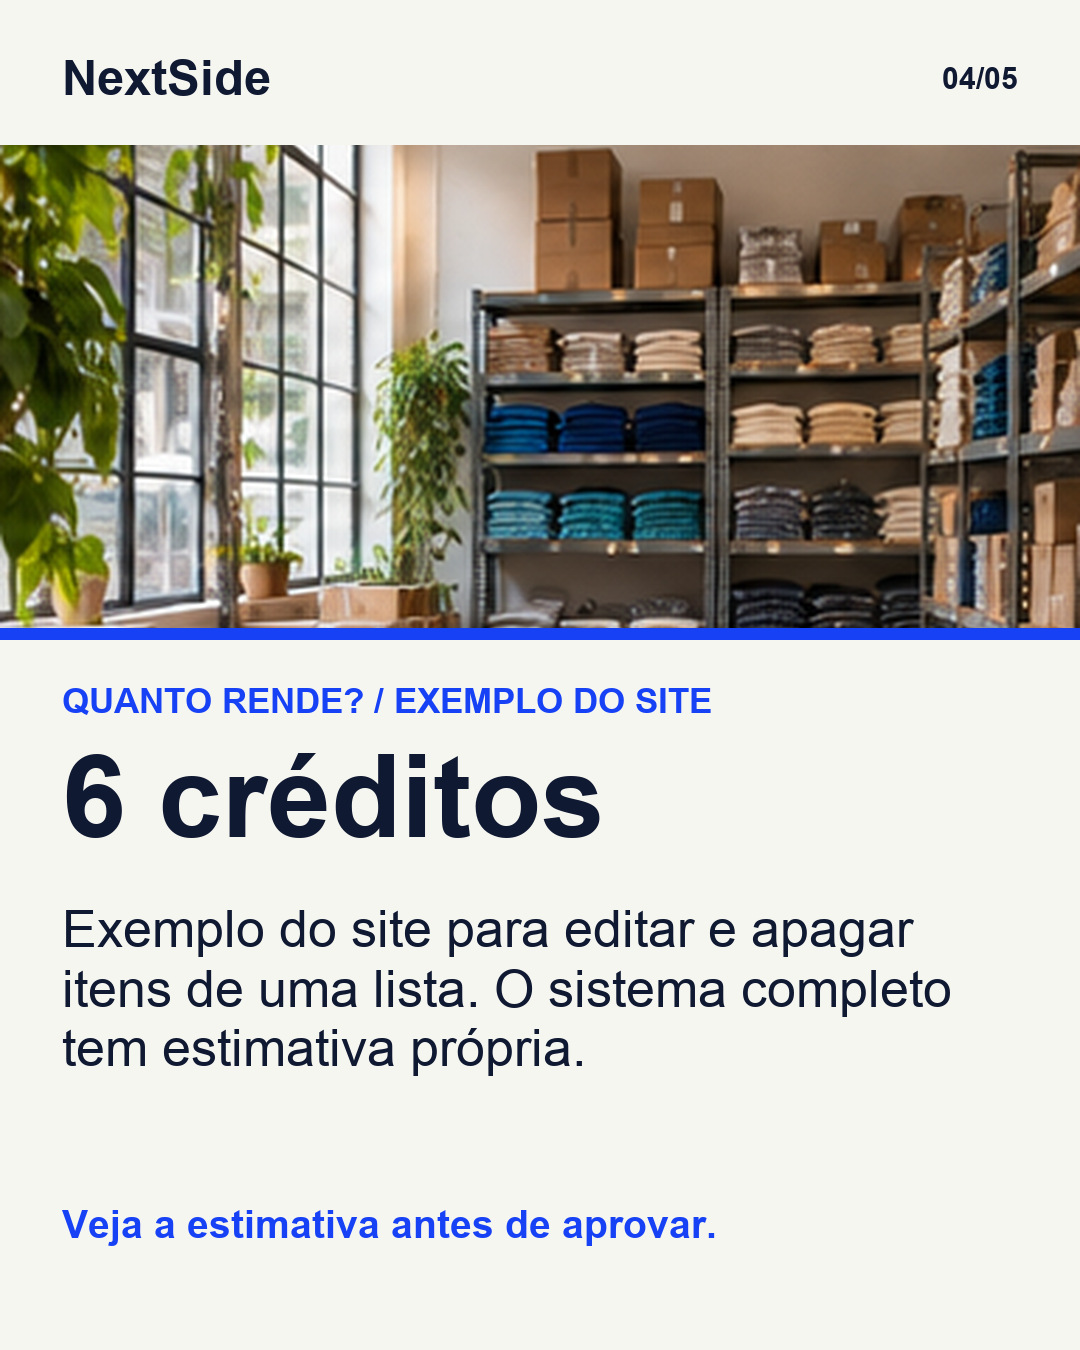 NextSide
04/05
QUANTO RENDE? / EXEMPLO DO SITE
6 créditos
Exemplo do site para editar e apagar
itens de uma lista. O sistema completo
tem estimativa própria.
Veja a estimativa antes de aprovar.